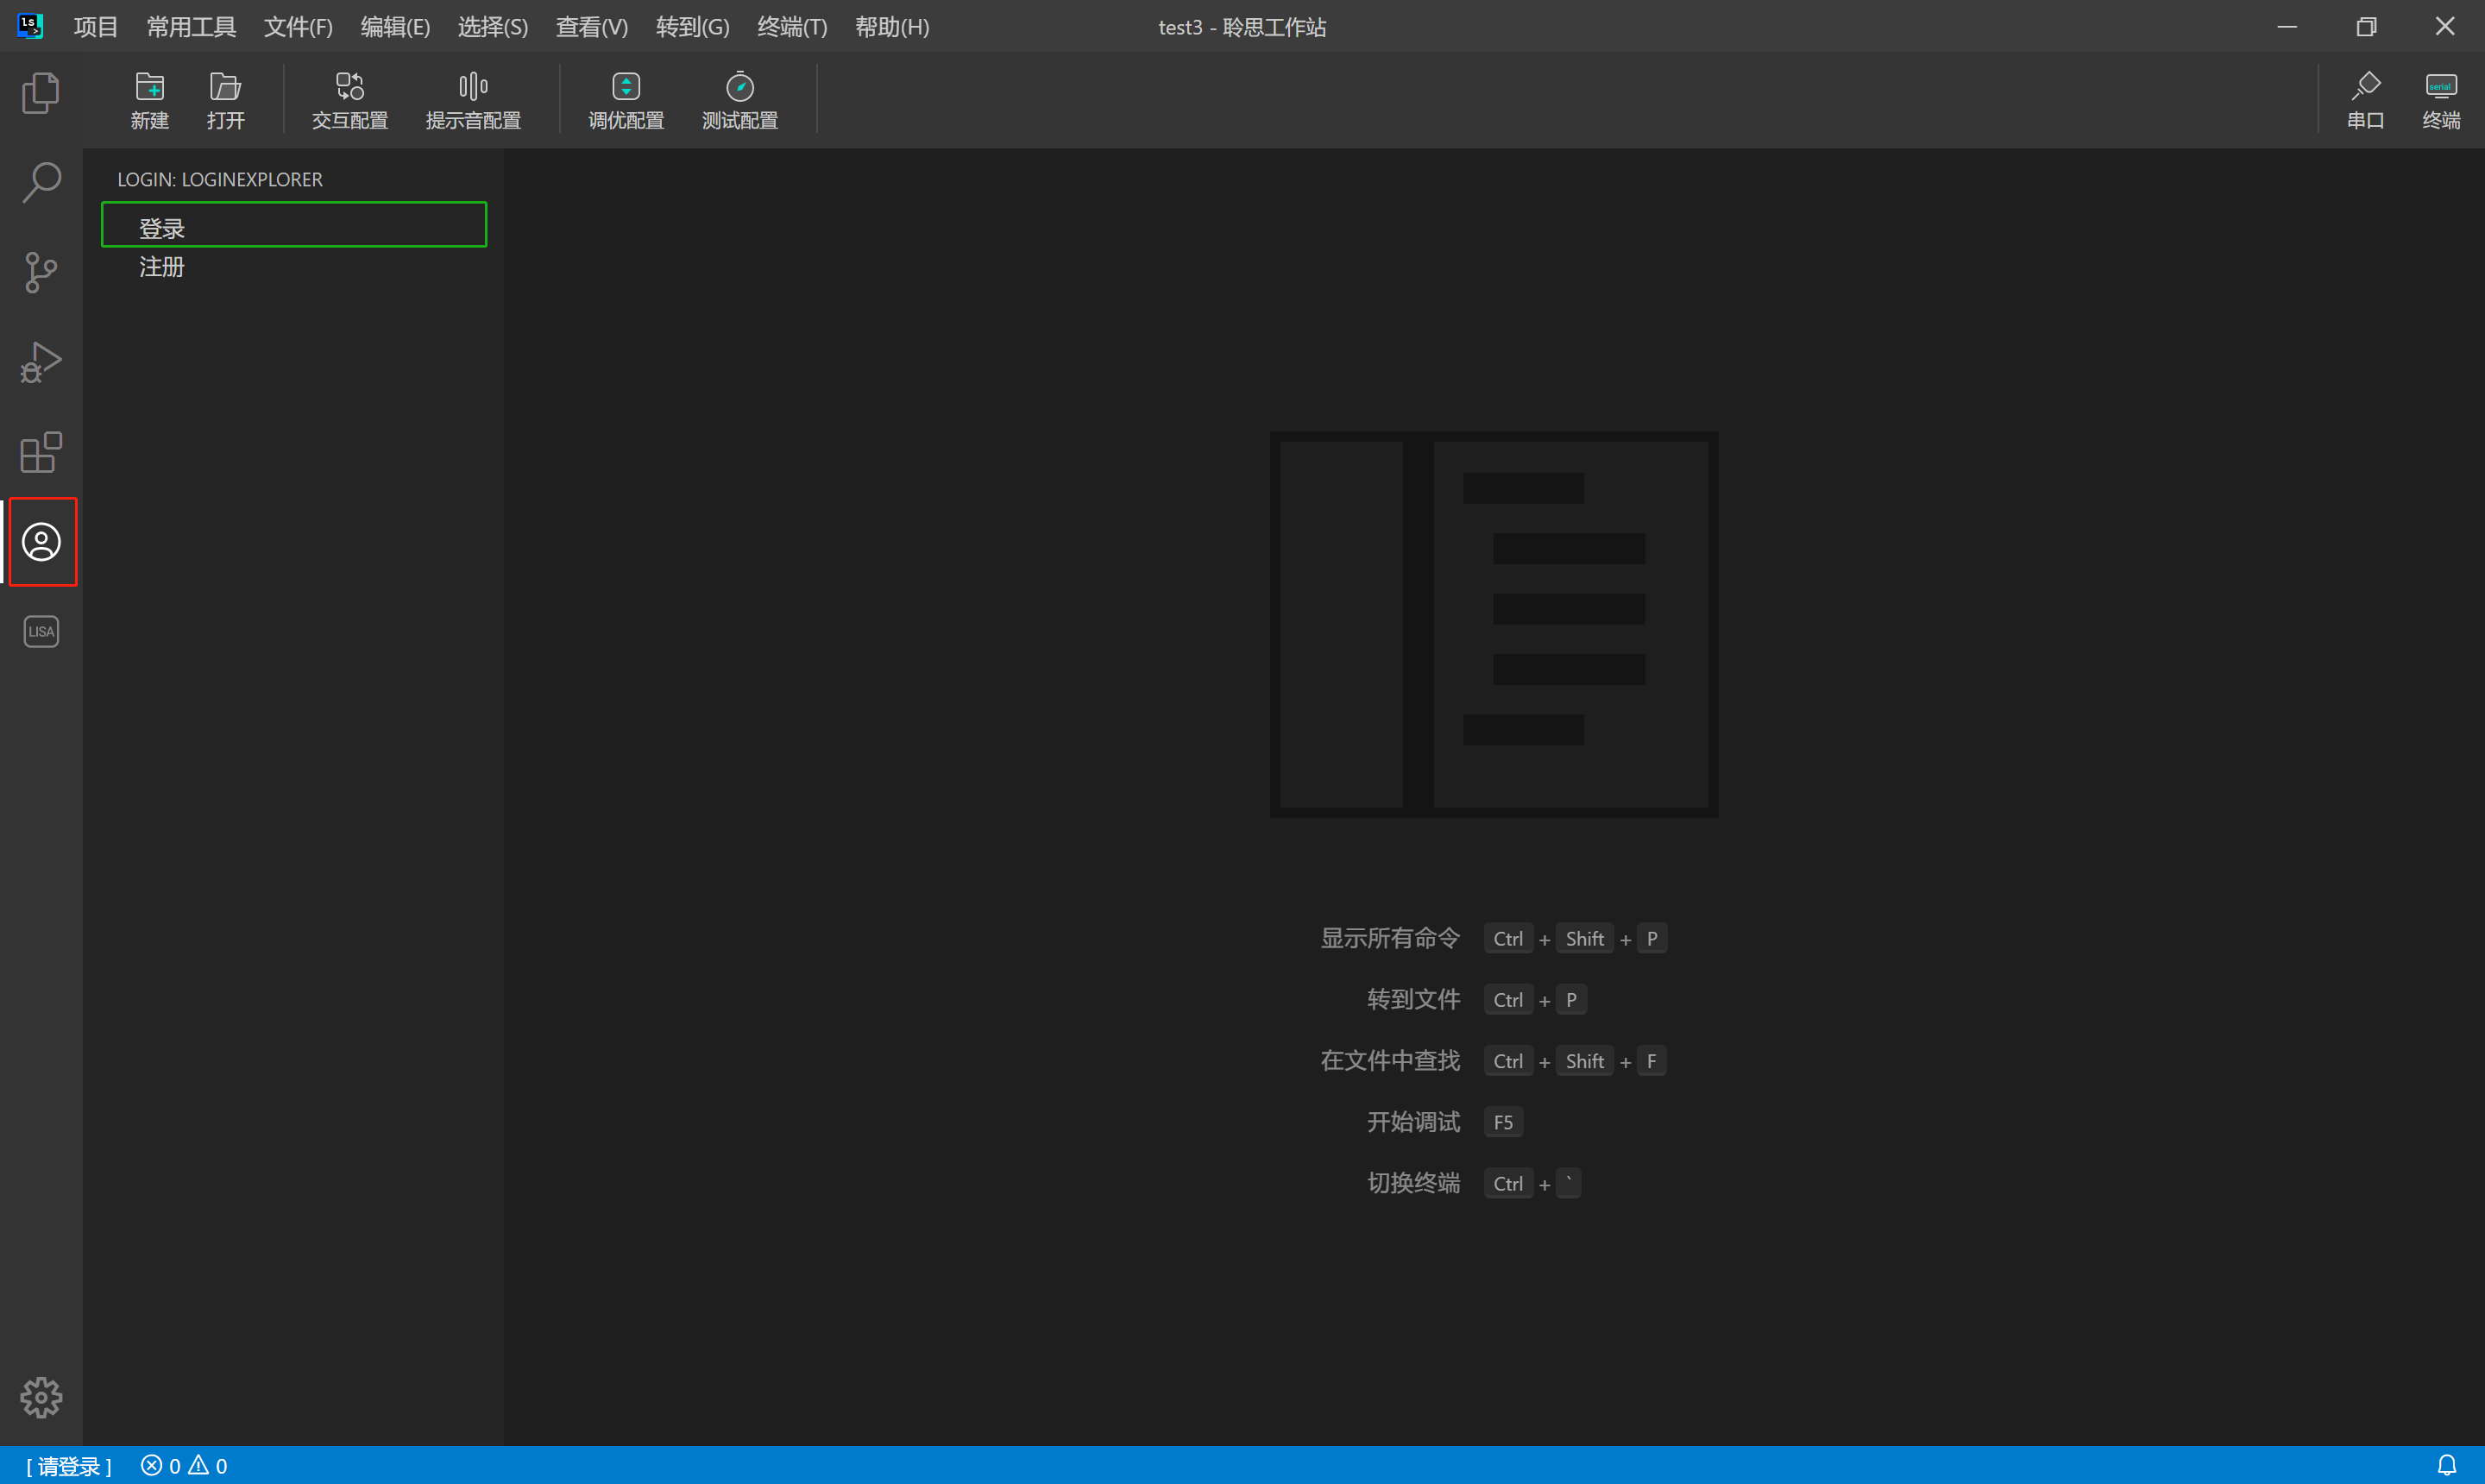 ls
>
项目 常用工具 文件(F) 编辑(E) 选择(S) 查看(V) 转到(G) 终端(T) 帮助(H) test3 - 聆思工作站
serial
新建 打开 交互配置 提示音配置 调优配置 测试配置 串口 终端
LOGIN: LOGINEXPLORER
登录
注册
LISA
显示所有命令 Ctrl + Shift + P
转到文件 Ctrl + P
在文件中查找 Ctrl + Shift + F
开始调试 F5
切换终端 Ctrl + `
[ 请登录 ] 0 0